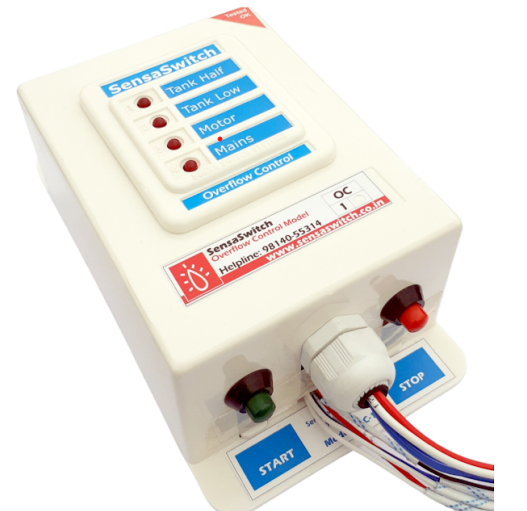 Tested
OK
SensaSwitch
Tank Half
Tank Low
Motor
Mains
Overflow Control
SensaSwitch
Overflow Control Model
Helpline: 98140-55314
www.sensaswitch.co.in
OC
1
START
STOP